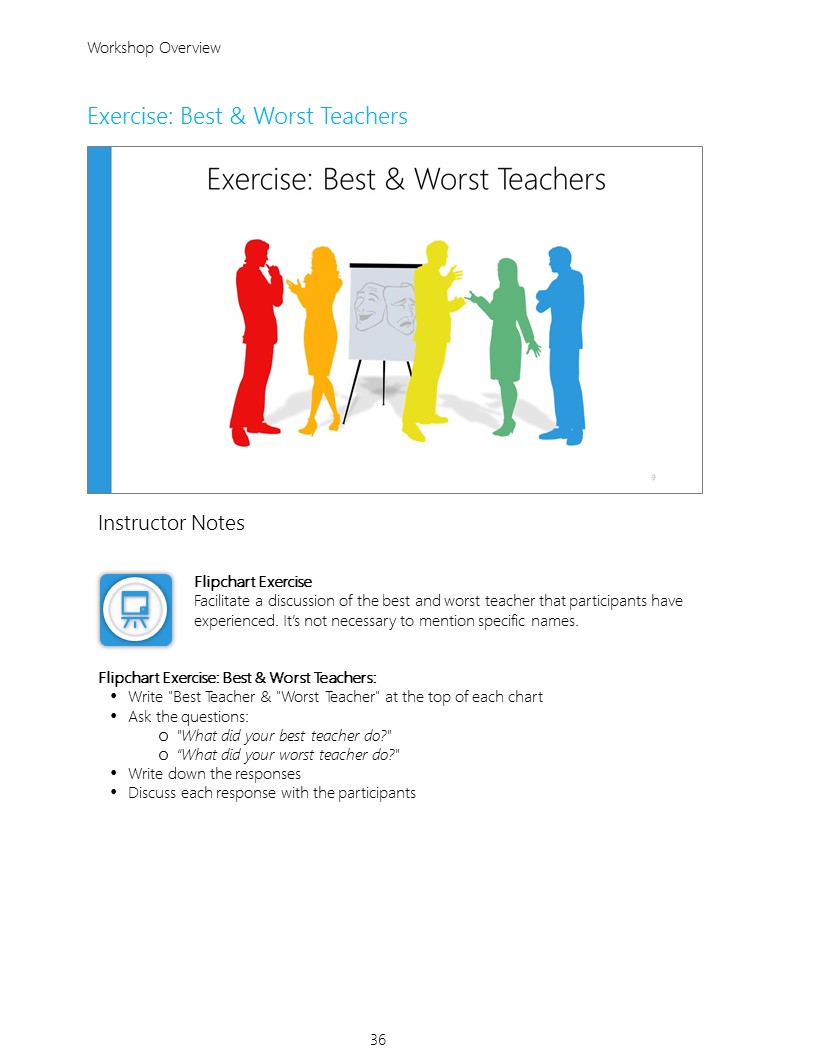 Workshop Overview
Exercise: Best & Worst Teachers
Exercise: Best & Worst Teachers
9
Instructor Notes
Flipchart Exercise
Facilitate a discussion of the best and worst teacher that participants have
experienced. It’s not necessary to mention specific names.
Flipchart Exercise: Best & Worst Teachers:
• Write "Best Teacher & "Worst Teacher" at the top of each chart
• Ask the questions:
o "What did your best teacher do?"
o “What did your worst teacher do?"
• Write down the responses
• Discuss each response with the participants
36